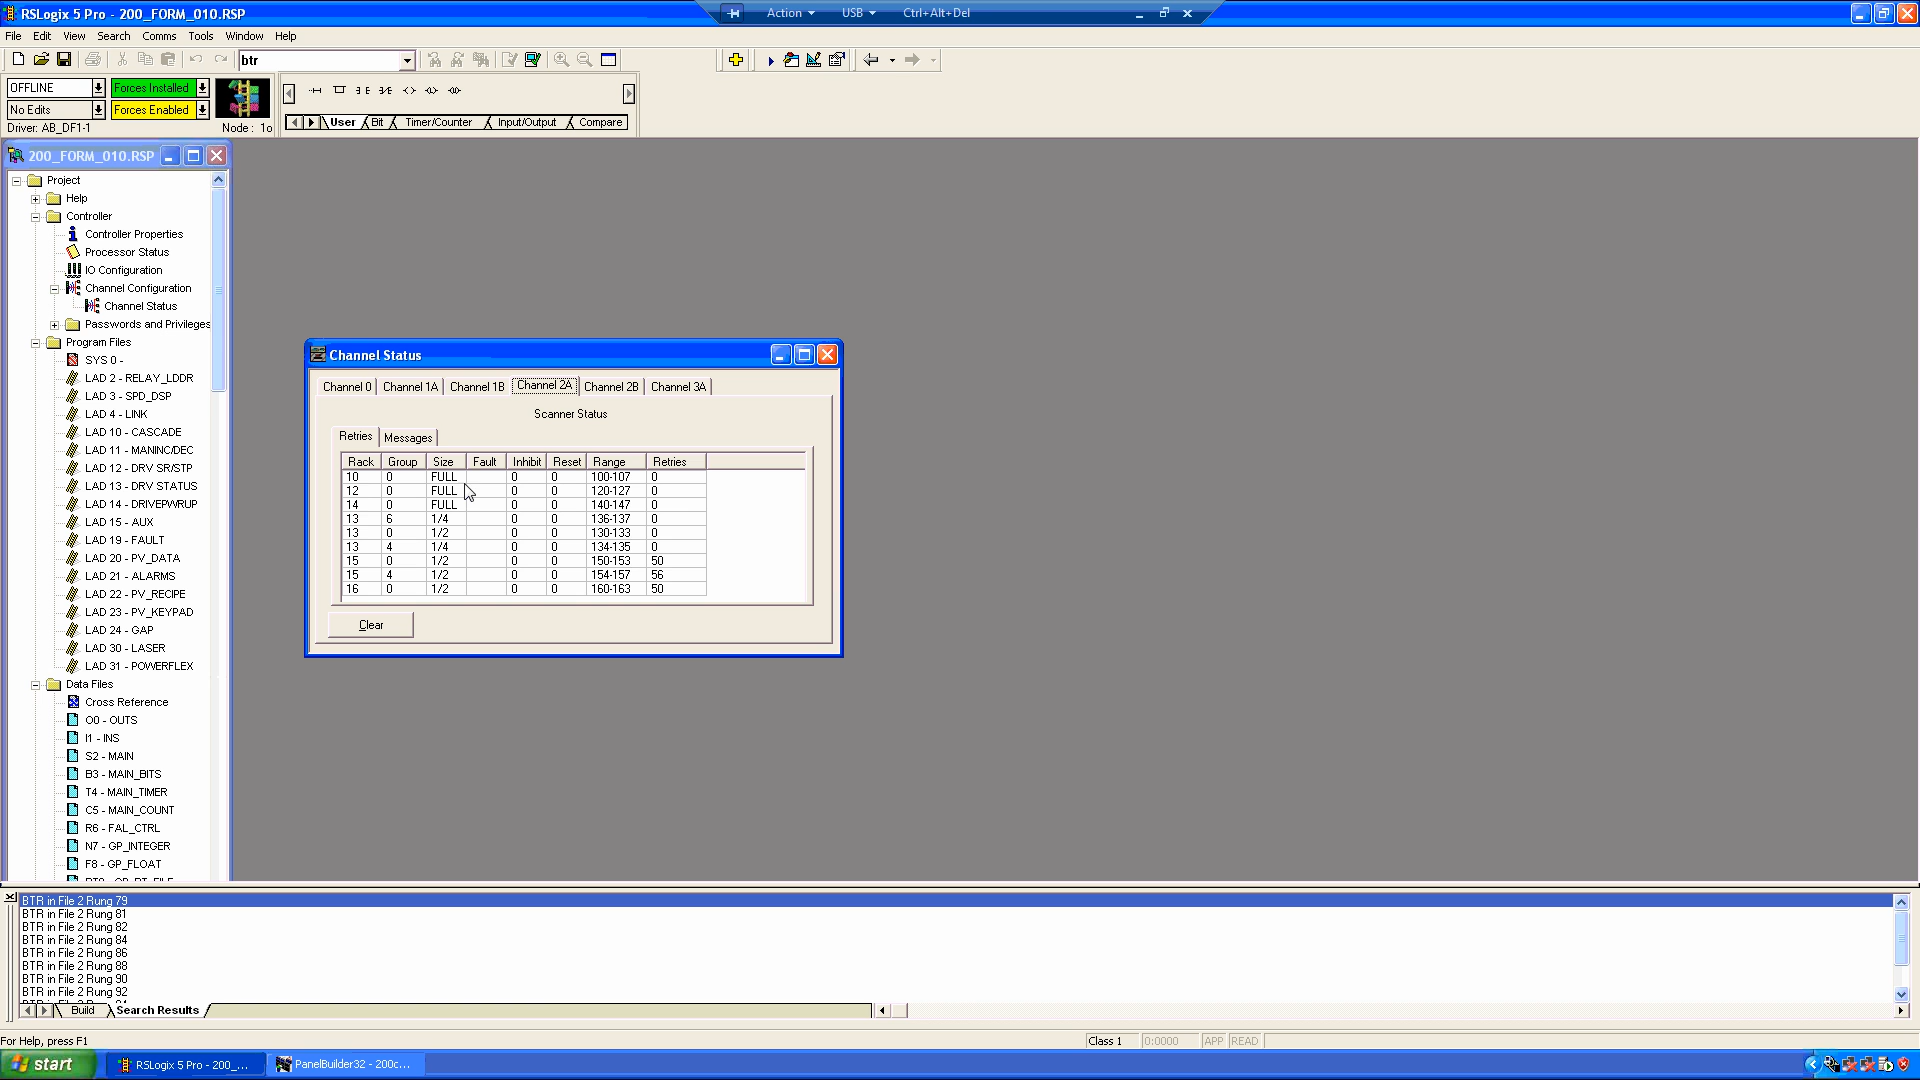 RSLogix 5 Pro - 200_FORM_010.RSP
Action USB Ctrl+Alt+Del
File Edit View Search Comms Tools Window Help
btr
OFFLINE Forces Installed
No Edits Forces Enabled
Driver: AB_DF1-1 Node : 1o
User Bit Timer/Counter Input/Output Compare
200_FORM_010.RSP
Project
Help
Controller
Controller Properties
Processor Status
IO Configuration
Channel Configuration
Channel Status
Passwords and Privileges
Program Files
SYS 0 -
LAD 2 - RELAY_LDDR
LAD 3 - SPD_DSP
LAD 4 - LINK
LAD 10 - CASCADE
LAD 11 - MANINC/DEC
LAD 12 - DRV SR/STP
LAD 13 - DRV STATUS
LAD 14 - DRIVEPWRUP
LAD 15 - AUX
LAD 19 - FAULT
LAD 20 - PV_DATA
LAD 21 - ALARMS
LAD 22 - PV_RECIPE
LAD 23 - PV_KEYPAD
LAD 24 - GAP
LAD 30 - LASER
LAD 31 - POWERFLEX
Data Files
Cross Reference
O0 - OUTS
I1 - INS
S2 - MAIN
B3 - MAIN_BITS
T4 - MAIN_TIMER
C5 - MAIN_COUNT
R6 - FAL_CTRL
N7 - GP_INTEGER
F8 - GP_FLOAT
Channel Status
Channel 0 Channel 1A Channel 1B Channel 2A Channel 2B Channel 3A
Scanner Status
Retries Messages
Rack Group Size Fault Inhibit Reset Range Retries
10 0 FULL 0 0 100-107 0
12 0 FULL 0 0 120-127 0
14 0 FULL 0 0 140-147 0
13 6 1/4 0 0 136-137 0
13 0 1/2 0 0 130-133 0
13 4 1/4 0 0 134-135 0
15 0 1/2 0 0 150-153 50
15 4 1/2 0 0 154-157 56
16 0 1/2 0 0 160-163 50
Clear
BTR in File 2 Rung 79
BTR in File 2 Rung 81
BTR in File 2 Rung 82
BTR in File 2 Rung 84
BTR in File 2 Rung 86
BTR in File 2 Rung 88
BTR in File 2 Rung 90
BTR in File 2 Rung 92
Build Search Results
For Help, press F1 Class 1 0:0000 APP READ
start RSLogix 5 Pro - 200_... PanelBuilder32 - 200c...